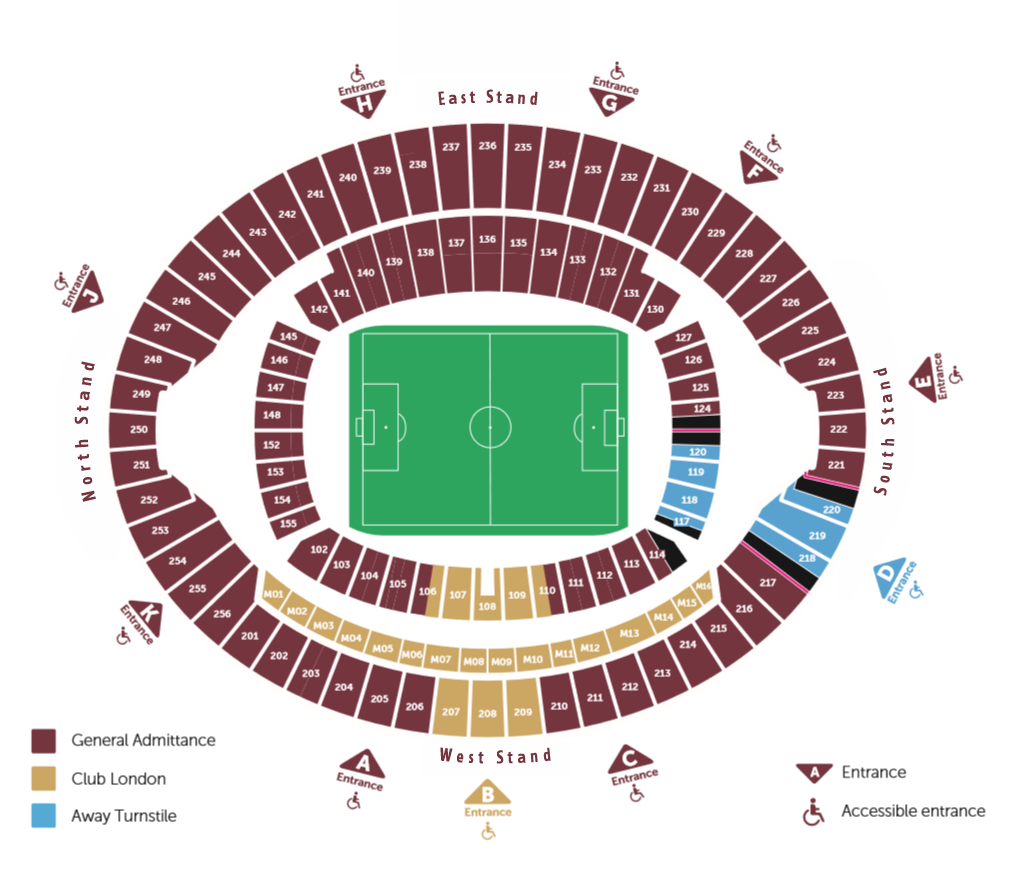 H
Entrance
East Stand
G
Entrance
F
Entrance
J
Entrance
E
Entrance
North Stand
South Stand
D
Entrance
K
Entrance
237
236
235
238
234
239
233
240
232
241
231
242
230
243
229
244
228
245
227
246
226
247
225
248
224
249
223
250
222
251
221
252
220
253
219
254
218
255
217
256
216
201
215
202
214
203
213
204
212
205
211
206
210
207
208
209
137
136
135
138
134
139
133
140
132
141
131
142
130
145
127
146
126
147
125
148
124
152
120
153
119
154
118
155
117
102
114
103
113
104
112
105
111
106
110
107
109
108
M01
M02
M03
M04
M05
M06
M07
M08
M09
M10
M11
M12
M13
M14
M15
M16
West Stand
A
Entrance
B
Entrance
C
Entrance
General Admittance
Club London
Away Turnstile
A
Entrance
Accessible entrance